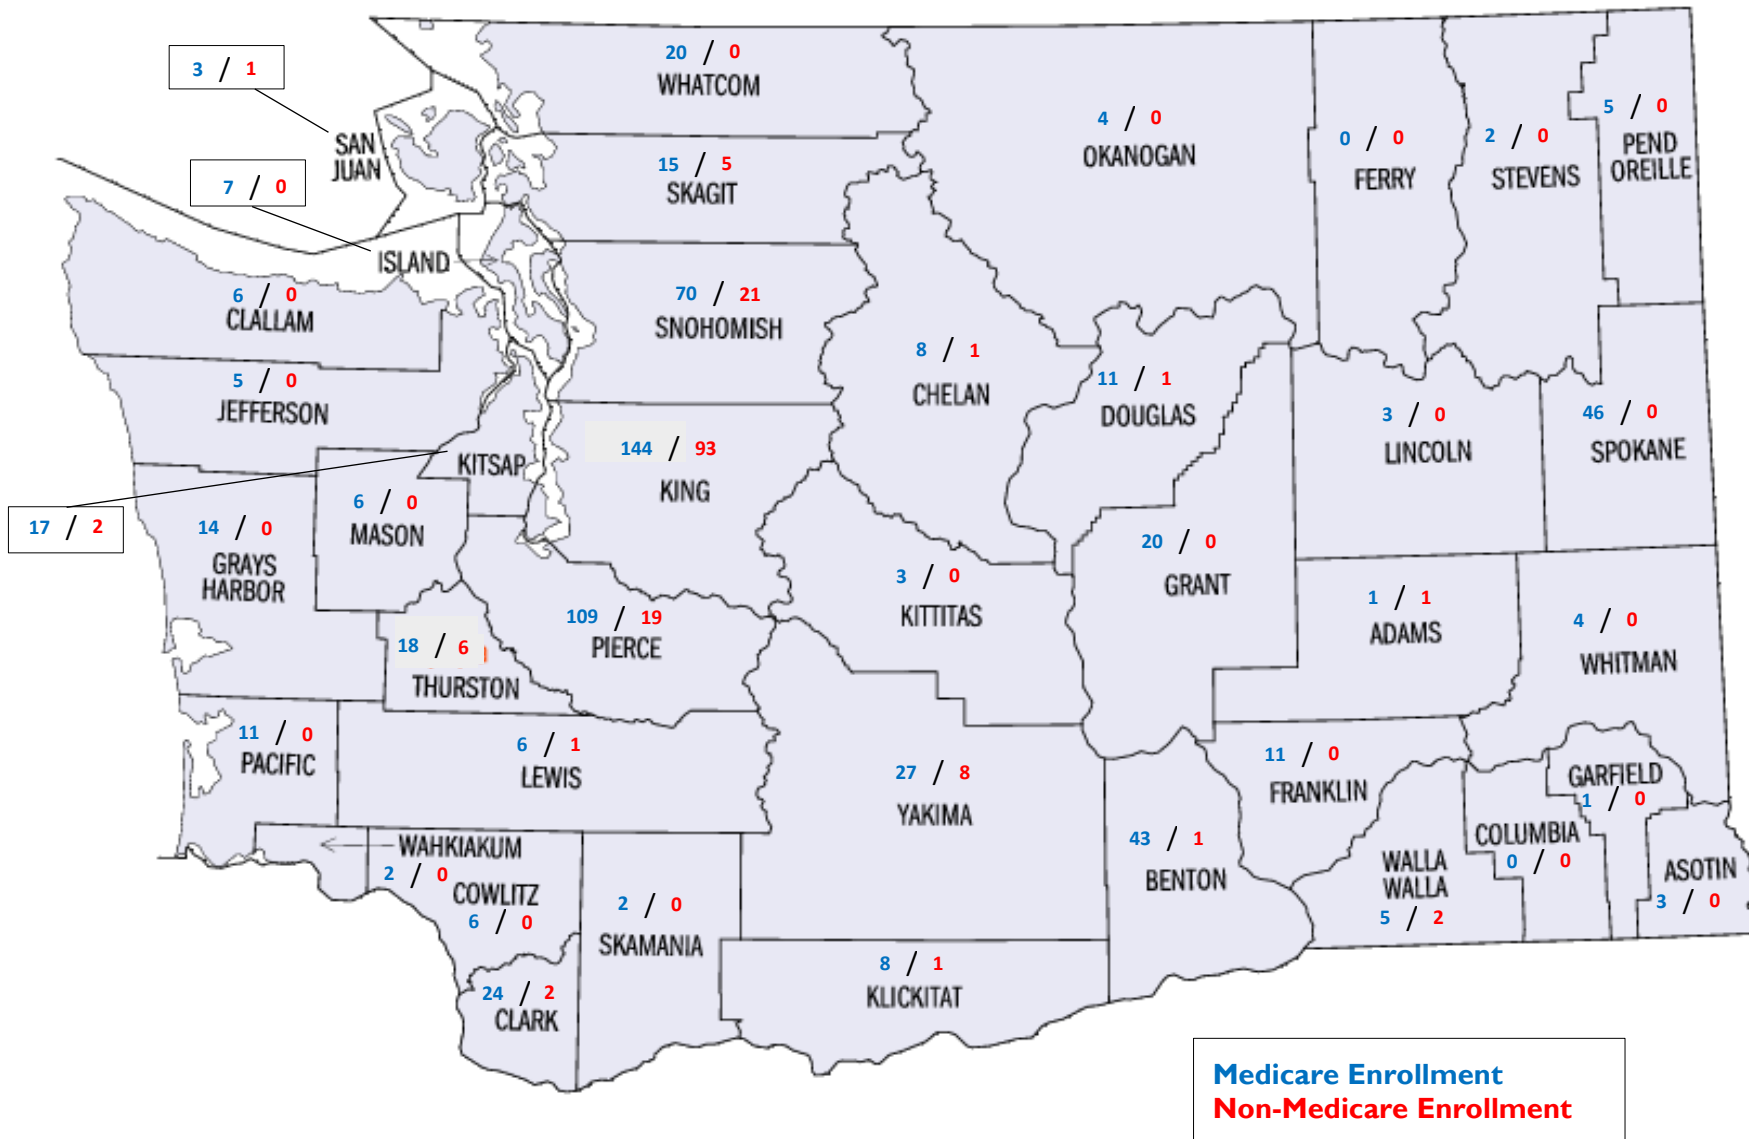 20 / 0
WHATCOM
3 / 1
SAN
JUAN
4 / 0
OKANOGAN
0 / 0
FERRY
2 / 0
STEVENS
5 / 0
PEND
OREILLE
15 / 5
SKAGIT
7 / 0
ISLAND
6 / 0
CLALLAM
70 / 21
SNOHOMISH
8 / 1
CHELAN
11 / 1
DOUGLAS
5 / 0
JEFFERSON
3 / 0
LINCOLN
46 / 0
SPOKANE
144 / 93
KING
KITSAP
17 / 2
6 / 0
MASON
14 / 0
GRAYS
HARBOR
20 / 0
GRANT
3 / 0
KITTITAS
1 / 1
ADAMS
4 / 0
WHITMAN
109 / 19
PIERCE
18 / 6
THURSTON
11 / 0
PACIFIC
6 / 1
LEWIS
27 / 8
YAKIMA
11 / 0
FRANKLIN
GARFIELD
1 / 0
43 / 1
BENTON
WALLA
WALLA
5 / 2
COLUMBIA
0 / 0
ASOTIN
3 / 0
WAHKIAKUM
2 / 0
COWLITZ
6 / 0
2 / 0
SKAMANIA
8 / 1
KLICKITAT
24 / 2
CLARK
Medicare Enrollment
Non-Medicare Enrollment